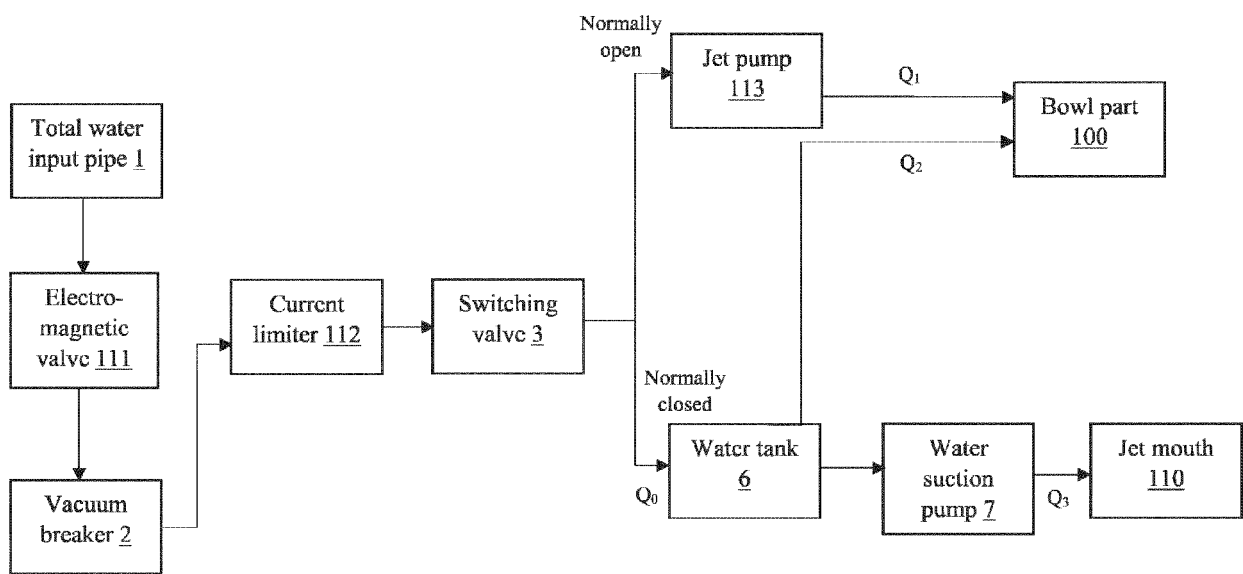 Normally
open
Jet pump
113
Q1
Bowl part
100
Q2
Total water
input pipe 1
Electro-
magnetic
valve 111
Current
limiter 112
Switching
valve 3
Normally
closed
Water tank
6
Q0
Water
suction
pump 7
Q3
Jet mouth
110
Vacuum
breaker 2